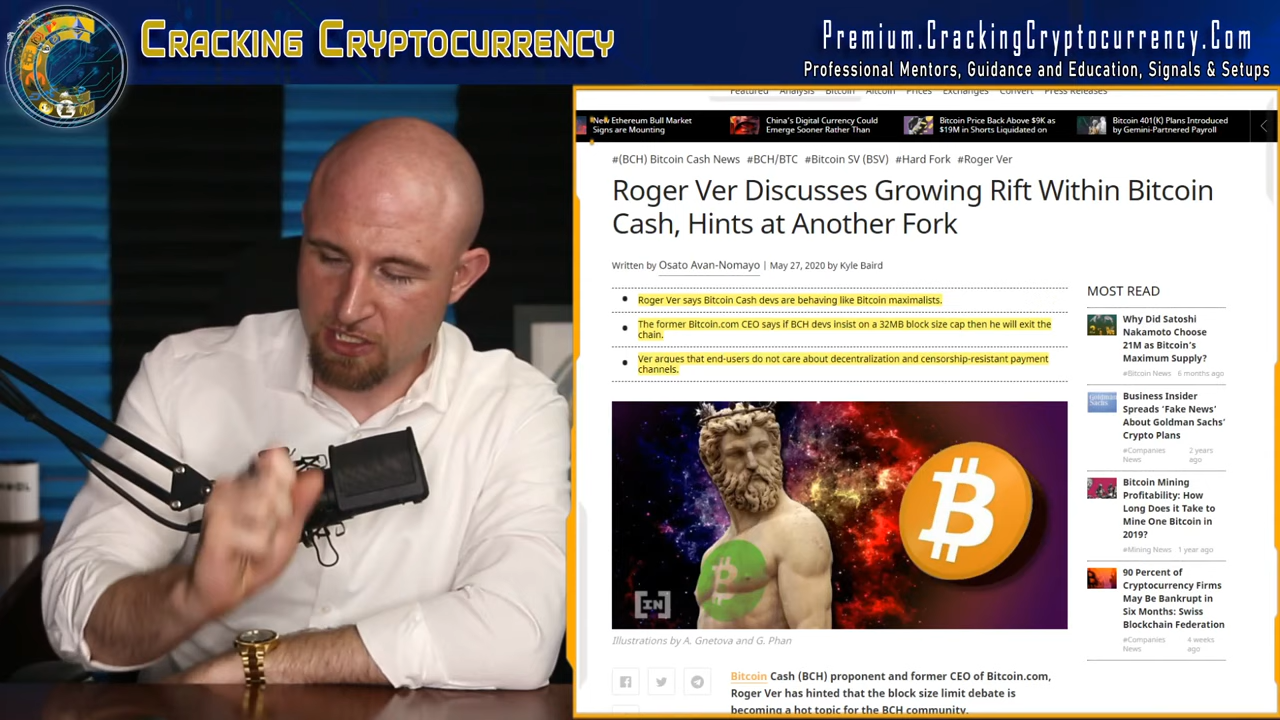 CRACKING CRYPTOCURRENCY
Premium.CrackingCryptocurrency.Com
Professional Mentors, Guidance and Education, Signals & Setups
Featured Analysis Bitcoin Altcoin Prices Exchanges Convert Press Releases
New Ethereum Bull Market
Signs are Mounting
China's Digital Currency Could
Emerge Sooner Rather Than
Bitcoin Price Back Above $9K as
$19M in Shorts Liquidated on
Bitcoin 401(K) Plans Introduced
by Gemini-Partnered Payroll
#(BCH) Bitcoin Cash News #BCH/BTC #Bitcoin SV (BSV) #Hard Fork #Roger Ver
Roger Ver Discusses Growing Rift Within Bitcoin
Cash, Hints at Another Fork
Written by Osato Avan-Nomayo | May 27, 2020 by Kyle Baird
Roger Ver says Bitcoin Cash devs are behaving like Bitcoin maximalists.
The former Bitcoin.com CEO says if BCH devs insist on a 32MB block size cap then he will exit the
chain.
Ver argues that end-users do not care about decentralization and censorship-resistant payment
channels.
[IN]
Illustrations by A. Gnetova and G. Phan
Bitcoin Cash (BCH) proponent and former CEO of Bitcoin.com,
Roger Ver has hinted that the block size limit debate is
becoming a hot topic for the BCH community.
MOST READ
Why Did Satoshi
Nakamoto Choose
21M as Bitcoin's
Maximum Supply?
#Bitcoin News 6 months ago
Business Insider
Spreads 'Fake News'
About Goldman Sachs'
Crypto Plans
#Companies News 2 years ago
Bitcoin Mining
Profitability: How
Long Does it Take to
Mine One Bitcoin in
2019?
#Mining News 1 year ago
90 Percent of
Cryptocurrency Firms
May Be Bankrupt in
Six Months: Swiss
Blockchain Federation
#Companies News 4 weeks ago